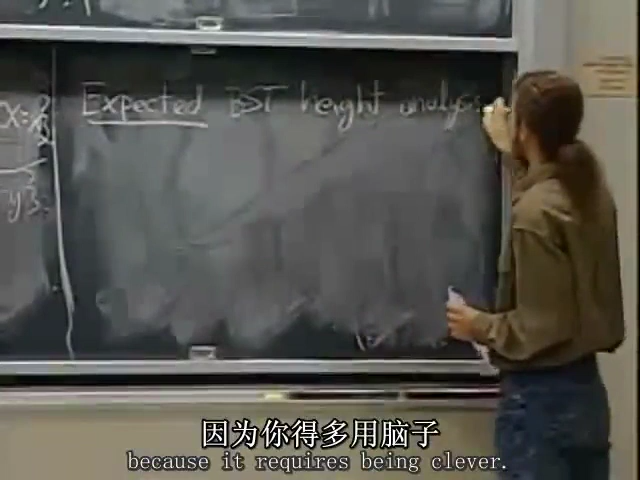 Expected BST height analysis
因为你得多用脑子
because it requires being clever.